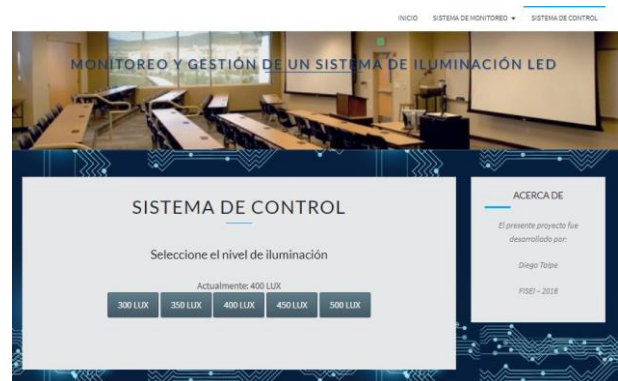 INICIO SISTEMA DE MONITOREO SISTEMA DE CONTROL
MONITOREO Y GESTIÓN DE UN SISTEMA DE ILUMINACIÓN LED
SISTEMA DE CONTROL
Seleccione el nivel de iluminación
Actualmente: 400 LUX
300 LUX 350 LUX 400 LUX 450 LUX 500 LUX
ACERCA DE
El presente proyecto fue
desarrollado por:
Diego Taipe
FISEI – 2018